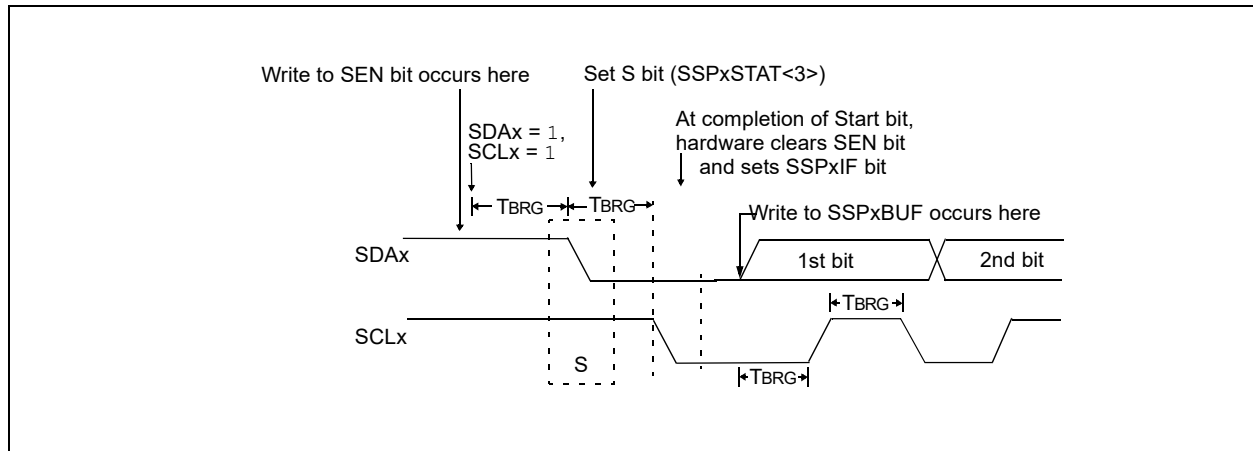 Write to SEN bit occurs here
Set S bit (SSPxSTAT<3>)
SDAx = 1,
SCLx = 1
At completion of Start bit,
hardware clears SEN bit
and sets SSPxIF bit
TBRG
TBRG
Write to SSPxBUF occurs here
SDAx
1st bit
2nd bit
TBRG
SCLx
S
TBRG